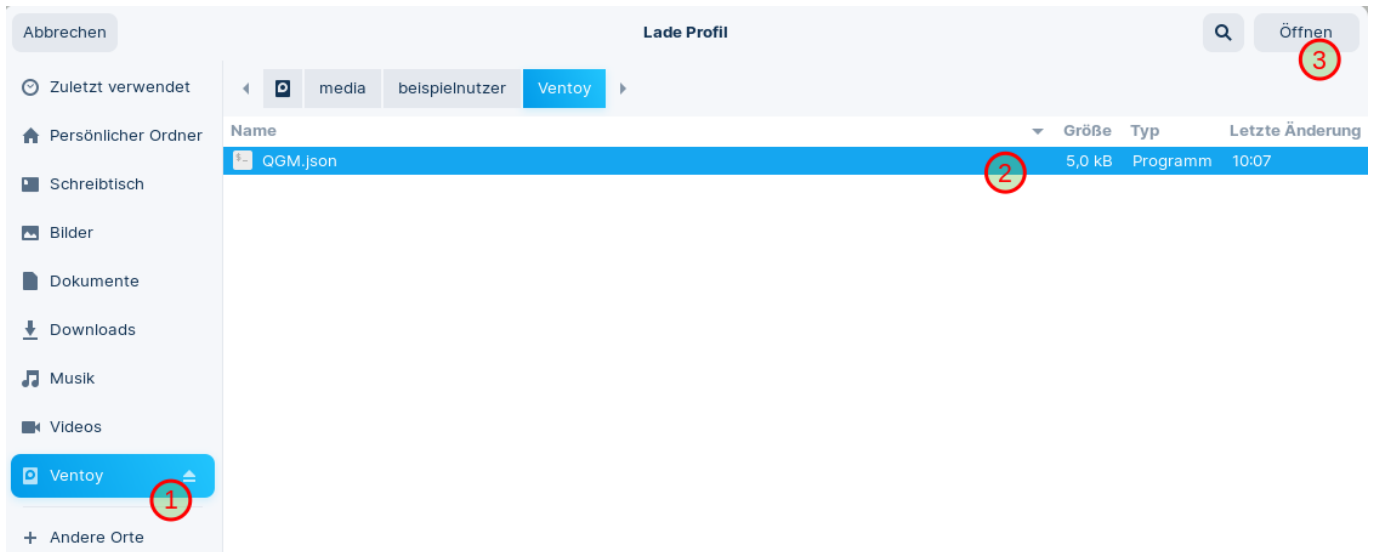 Abbrechen Lade Profil Öffnen
3
Zuletzt verwendet media beispielnutzer Ventoy
Persönlicher Ordner Name Größe Typ Letzte Änderung
$_ QGM.json 5,0 kB Programm 10:07
2
Schreibtisch
Bilder
Dokumente
Downloads
Musik
Videos
Ventoy
1
+ Andere Orte